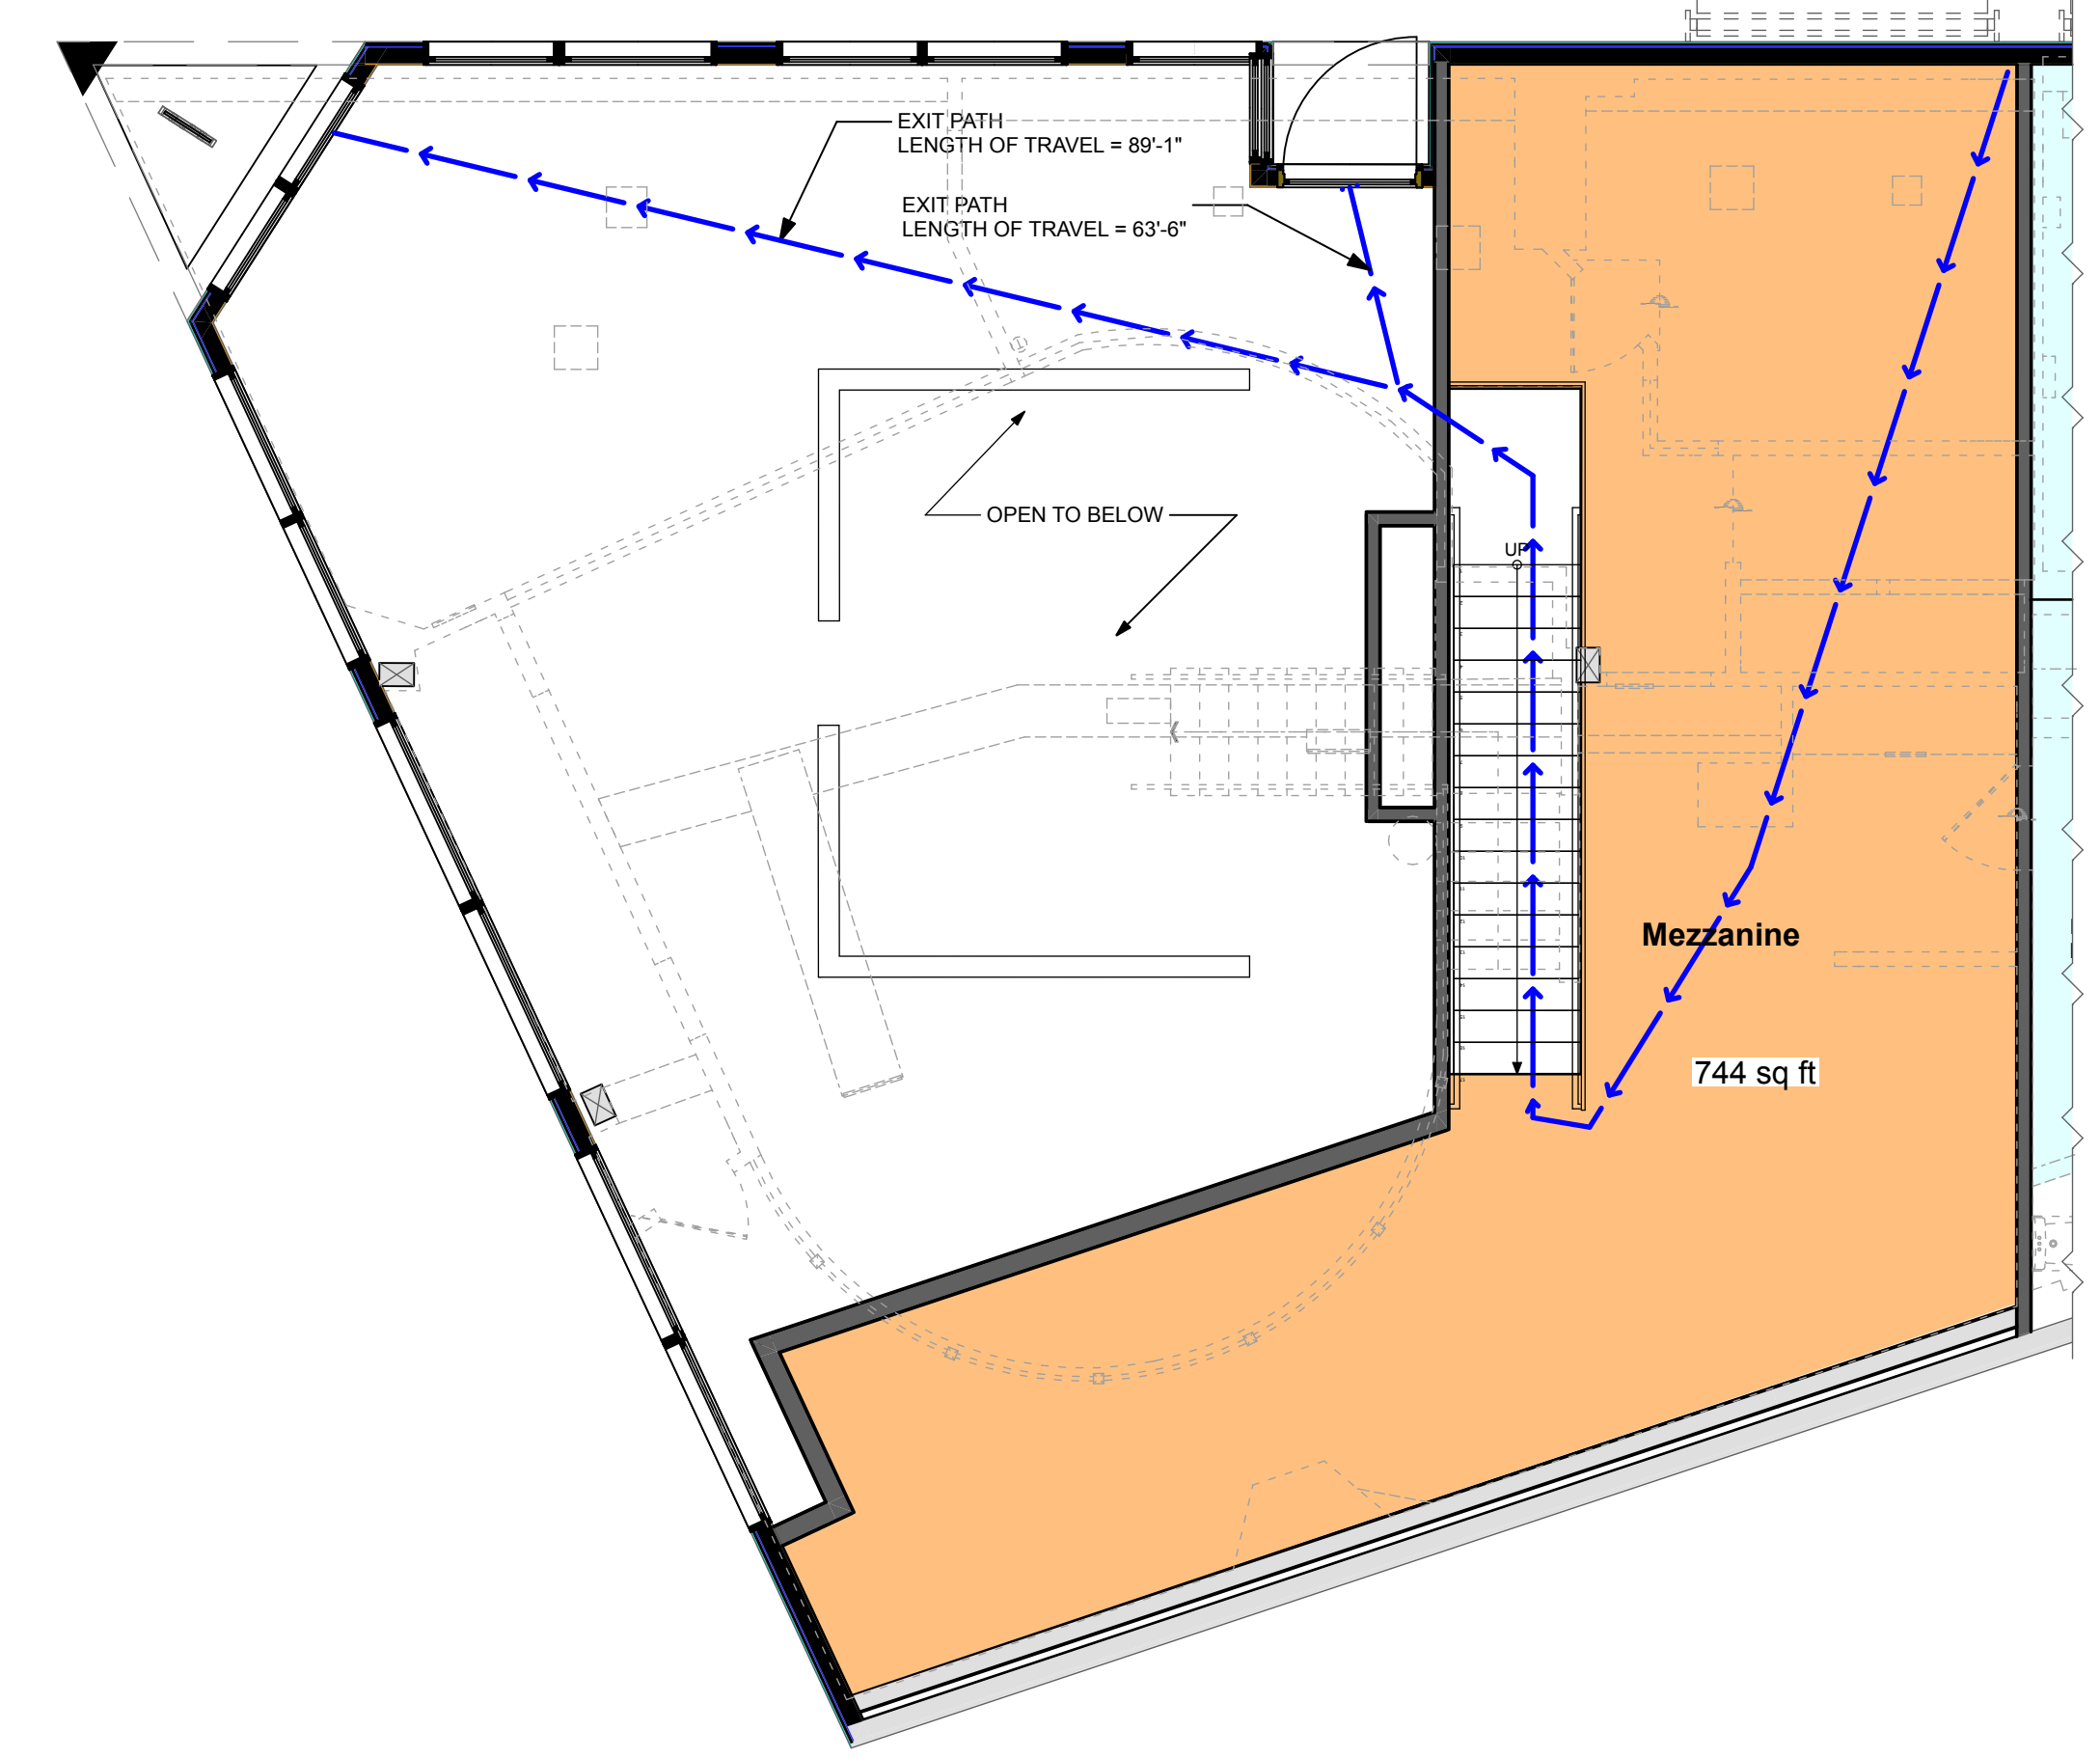 EXIT PATH
LENGTH OF TRAVEL = 89'-1"
EXIT PATH
LENGTH OF TRAVEL = 63'-6"
OPEN TO BELOW
UP
Mezzanine
744 sq ft